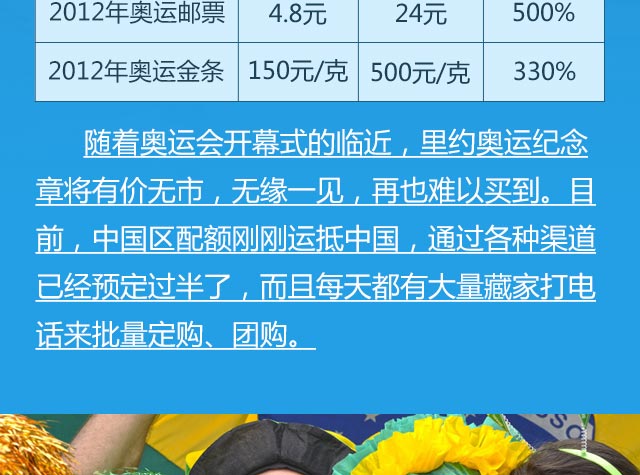 2012年奥运邮票 4.8元 24元 500%
2012年奥运金条 150元/克 500元/克 330%
随着奥运会开幕式的临近，里约奥运纪念
章将有价无市，无缘一见，再也难以买到。目
前，中国区配额刚刚运抵中国，通过各种渠道
已经预定过半了，而且每天都有大量藏家打电
话来批量定购、团购。